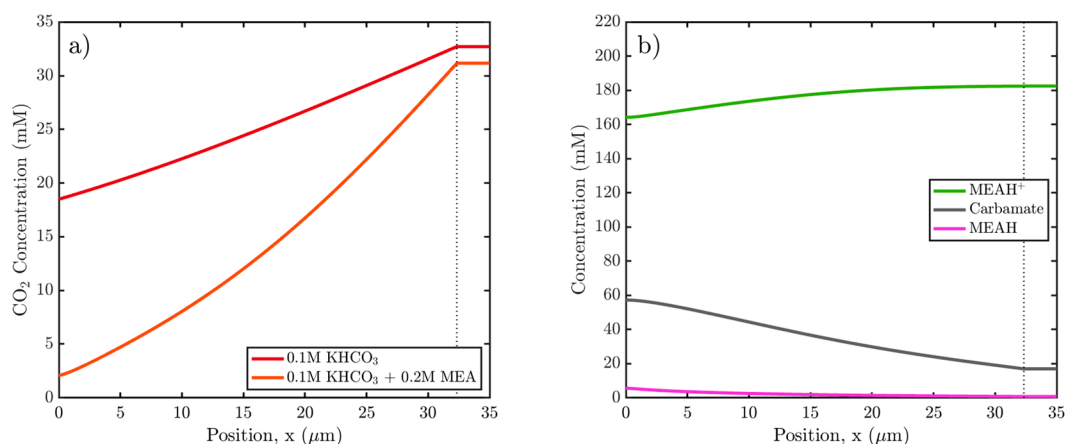 a)
35
30
25
20
15
10
5
0
CO₂ Concentration (mM)
0.1M KHCO₃
0.1M KHCO₃ + 0.2M MEA
0 5 10 15 20 25 30 35
Position, x (μm)
b)
220
200
180
160
140
120
100
80
60
40
20
0
Concentration (mM)
MEAH⁺
Carbamate
MEAH
0 5 10 15 20 25 30 35
Position, x (μm)